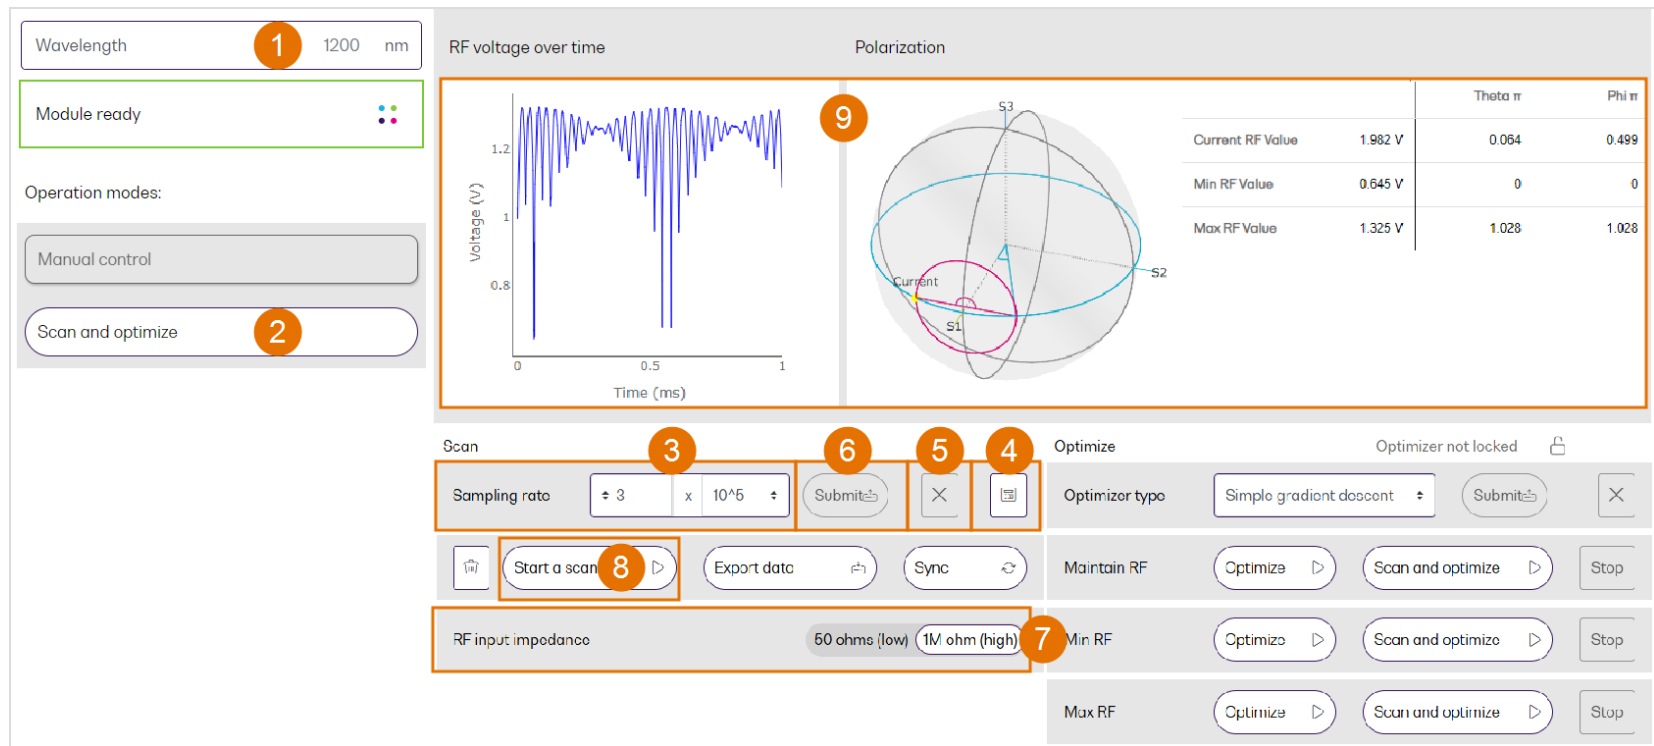 Wavelength 1 1200 nm
Module ready
Operation modes:
Manual control
Scan and optimize 2
RF voltage over time
Polarization
9
1.2
1
0.8
Voltage (V)
0 0.5 1
Time (ms)
S3
S2
Current
S1
Theta π Phi π
Current RF Value 1.982 V 0.064 0.499
Min RF Value 0.645 V 0 0
Max RF Value 1.325 V 1.028 1.028
Scan 3 6 5 4
Sampling rate 3 x 10^5 Submit
Start a scan 8 Export data Sync
RF input impedance 50 ohms (low) 1M ohm (high) 7
Optimize Optimizer not locked
Optimizer type Simple gradient descent Submit
Maintain RF Optimize Scan and optimize Stop
Min RF Optimize Scan and optimize Stop
Max RF Optimize Scan and optimize Stop